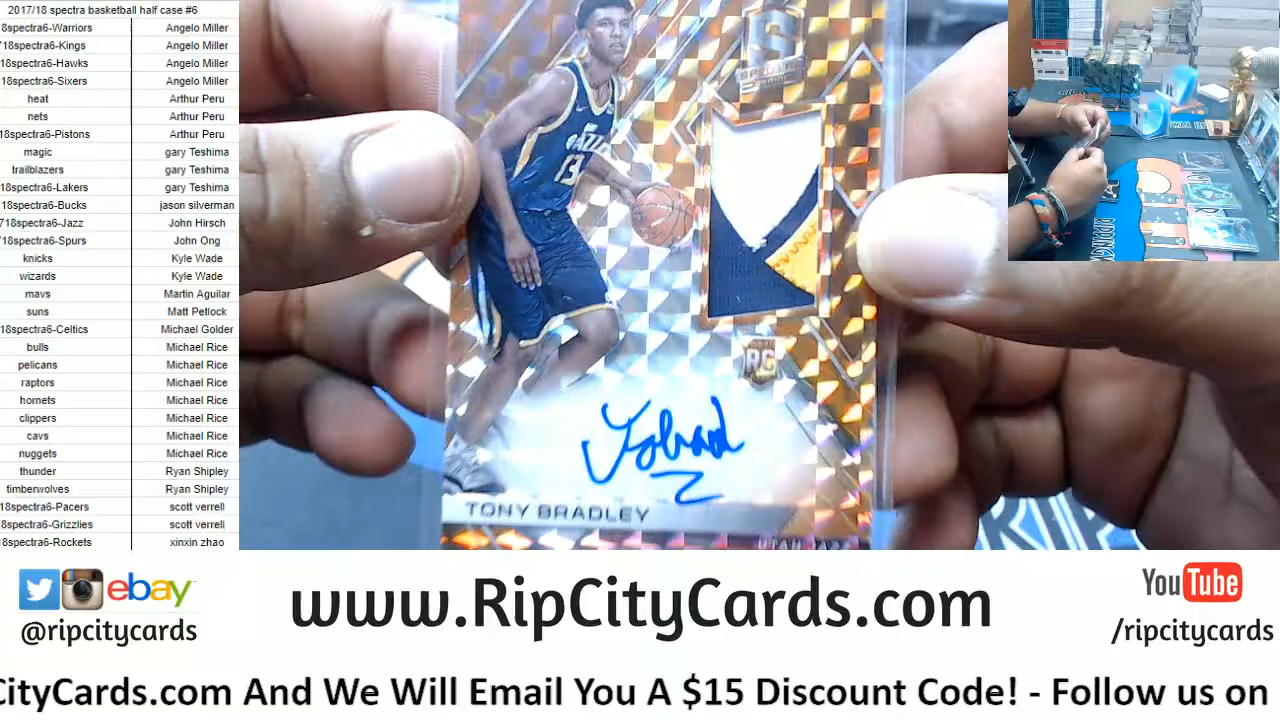 2017/18 spectra basketball half case #6
8spectra6-Warriors Angelo Miller
18spectra6-Kings Angelo Miller
18spectra6-Hawks Angelo Miller
18spectra6-Sixers Angelo Miller
heat Arthur Peru
nets Arthur Peru
18spectra6-Pistons Arthur Peru
magic gary Teshima
trailblazers gary Teshima
18spectra6-Lakers gary Teshima
18spectra6-Bucks jason silverman
718spectra6-Jazz John Hirsch
718spectra6-Spurs John Ong
knicks Kyle Wade
wizards Kyle Wade
mavs Martin Aguilar
suns Matt Petlock
18spectra6-Celtics Michael Golder
bulls Michael Rice
pelicans Michael Rice
raptors Michael Rice
hornets Michael Rice
clippers Michael Rice
cavs Michael Rice
nuggets Michael Rice
thunder Ryan Shipley
timberwolves Ryan Shipley
18spectra6-Pacers scott verrell
8spectra6-Grizzlies scott verrell
18spectra6-Rockets xinxin zhao
S
SPECTRA
13
RC
TONY BRADLEY
UTAH JAZZ
RIP
ebay
@ripcitycards
www.RipCityCards.com
YouTube
/ripcitycards
CityCards.com And We Will Email You A $15 Discount Code! - Follow us on